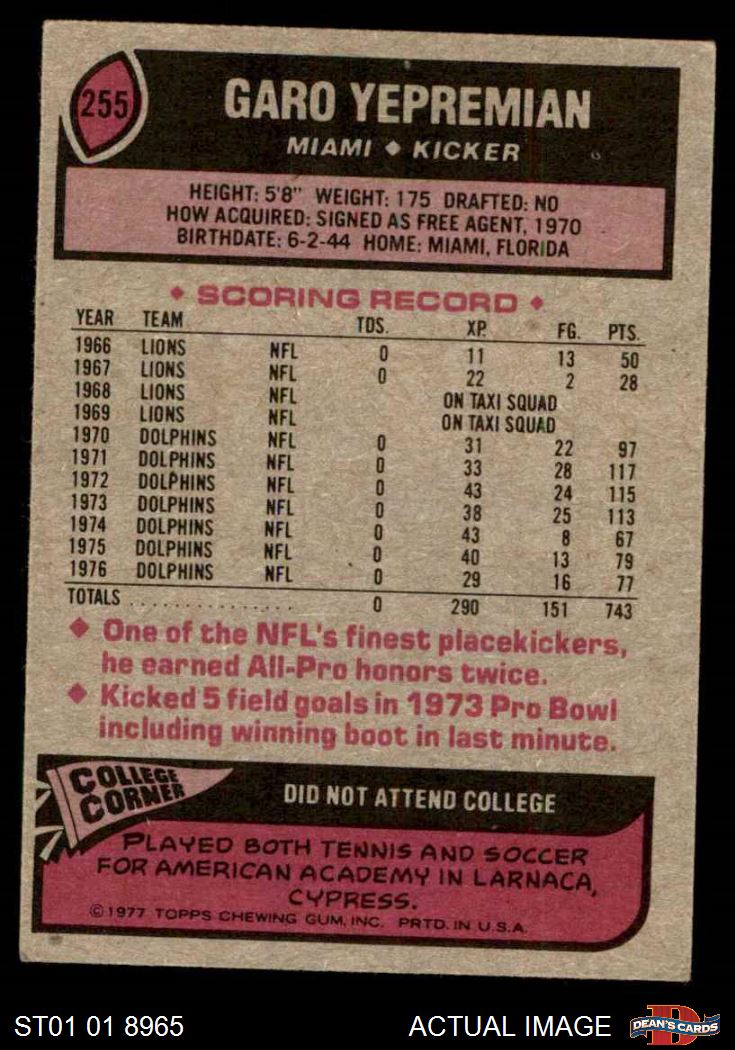 255
GARO YEPREMIAN
MIAMI ◆ KICKER
HEIGHT: 5'8" WEIGHT: 175 DRAFTED: NO
HOW ACQUIRED: SIGNED AS FREE AGENT, 1970
BIRTHDATE: 6-2-44 HOME: MIAMI, FLORIDA
◆ SCORING RECORD ◆
YEAR TEAM TDS. XP. FG. PTS.
1966 LIONS NFL 0 11 13 50
1967 LIONS NFL 0 22 2 28
1968 LIONS NFL ON TAXI SQUAD
1969 LIONS NFL ON TAXI SQUAD
1970 DOLPHINS NFL 0 31 22 97
1971 DOLPHINS NFL 0 33 28 117
1972 DOLPHINS NFL 0 43 24 115
1973 DOLPHINS NFL 0 38 25 113
1974 DOLPHINS NFL 0 43 8 67
1975 DOLPHINS NFL 0 40 13 79
1976 DOLPHINS NFL 0 29 16 77
TOTALS . . . . . . . . . . . . . . . 0 290 151 743
◆ One of the NFL's finest placekickers,
he earned All-Pro honors twice.
◆ Kicked 5 field goals in 1973 Pro Bowl
including winning boot in last minute.
COLLEGE
CORNER
DID NOT ATTEND COLLEGE
PLAYED BOTH TENNIS AND SOCCER
FOR AMERICAN ACADEMY IN LARNACA,
CYPRESS.
©1977 TOPPS CHEWING GUM, INC. PRTD. IN U.S.A.
ST01 01 8965 ACTUAL IMAGE DEAN'S CARDS